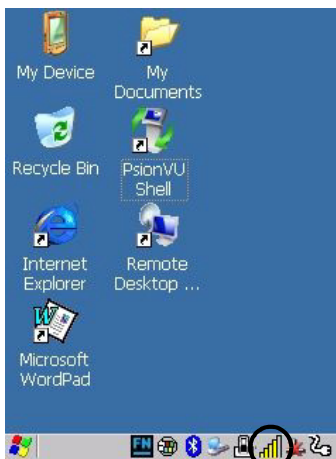 My Device
My
Documents
Recycle Bin
PsionVU
Shell
Internet
Explorer
Remote
Desktop ...
Microsoft
WordPad
FN